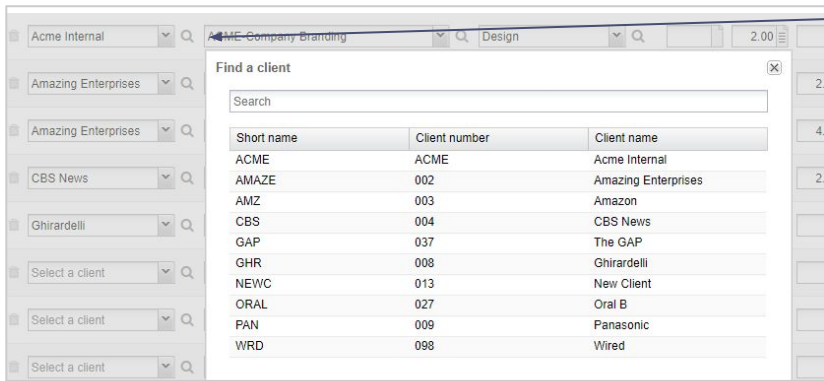 Acme Internal ACME-Company Branding Design 2.00
Find a client
Amazing Enterprises 2.
Search
Amazing Enterprises 4.
Short name Client number Client name
ACME ACME Acme Internal
CBS News 2.
AMAZE 002 Amazing Enterprises
AMZ 003 Amazon
CBS 004 CBS News
Ghirardelli
GAP 037 The GAP
GHR 008 Ghirardelli
Select a client
NEWC 013 New Client
ORAL 027 Oral B
Select a client
PAN 009 Panasonic
WRD 098 Wired
Select a client